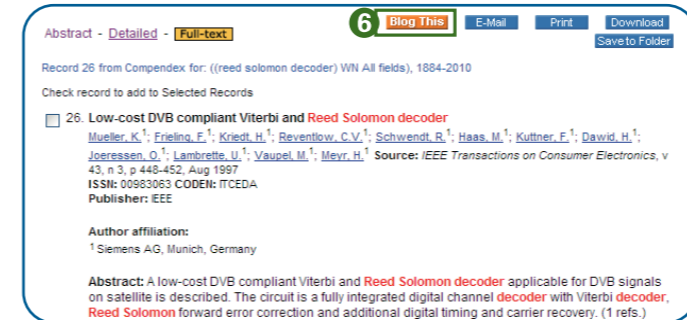 6 Blog This E-Mail Print Download
Abstract - Detailed - Full-text
Save to Folder
Record 26 from Compendex for: ((reed solomon decoder) WN All fields), 1884-2010
Check record to add to Selected Records
26. Low-cost DVB compliant Viterbi and Reed Solomon decoder
Mueller, K.1; Frieling, F.1; Kriedt, H.1; Reventlow, C.V.1; Schwendt, R.1; Haas, M.1; Kuttner, F.1; Dawid, H.1;
Joeressen, O.1; Lambrette, U.1; Vaupel, M.1; Meyr, H.1 Source: IEEE Transactions on Consumer Electronics, v
43, n 3, p 448-452, Aug 1997
ISSN: 00983063 CODEN: ITCEDA
Publisher: IEEE
Author affiliation:
1 Siemens AG, Munich, Germany
Abstract: A low-cost DVB compliant Viterbi and Reed Solomon decoder applicable for DVB signals
on satellite is described. The circuit is a fully integrated digital channel decoder with Viterbi decoder,
Reed Solomon forward error correction and additional digital timing and carrier recovery. (1 refs.)